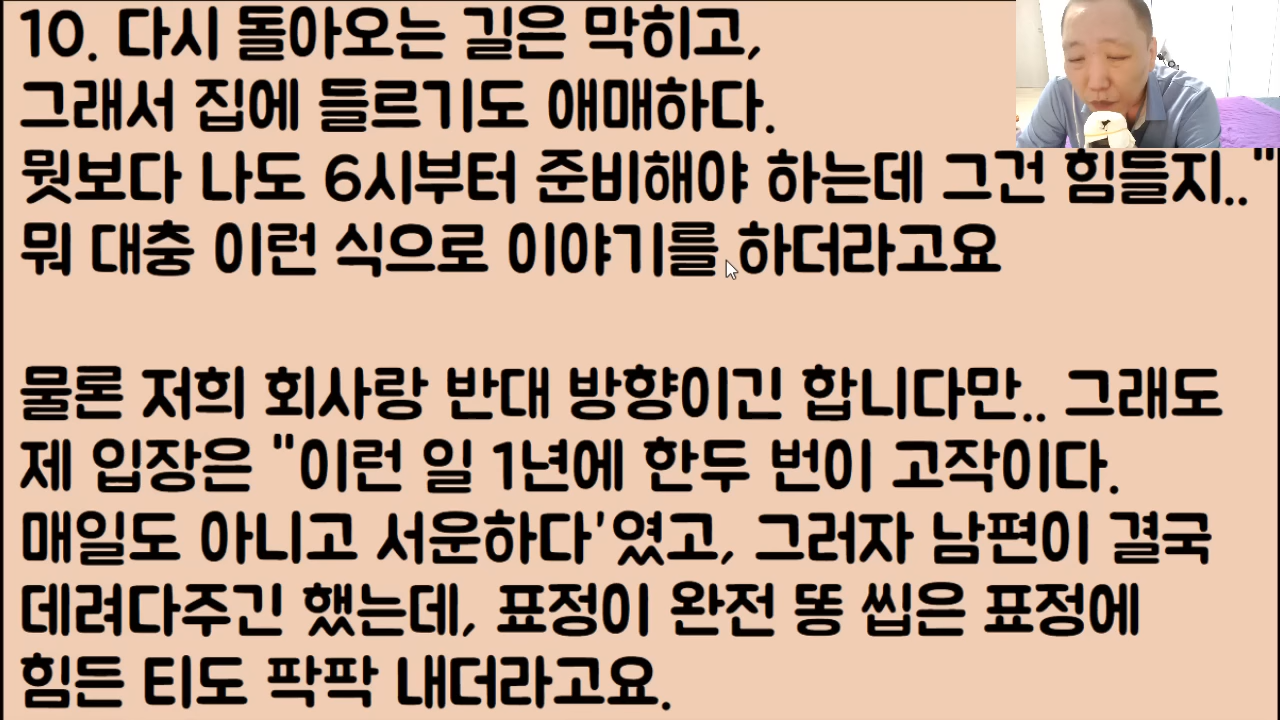 10. 다시 돌아오는 길은 막히고,
그래서 집에 들르기도 애매하다.
뭣보다 나도 6시부터 준비해야 하는데 그건 힘들지.."
뭐 대충 이런 식으로 이야기를 하더라고요
물론 저희 회사랑 반대 방향이긴 합니다만.. 그래도
제 입장은 "이런 일 1년에 한두 번이 고작이다.
매일도 아니고 서운하다'였고, 그러자 남편이 결국
데려다주긴 했는데, 표정이 완전 똥 씹은 표정에
힘든 티도 팍팍 내더라고요.